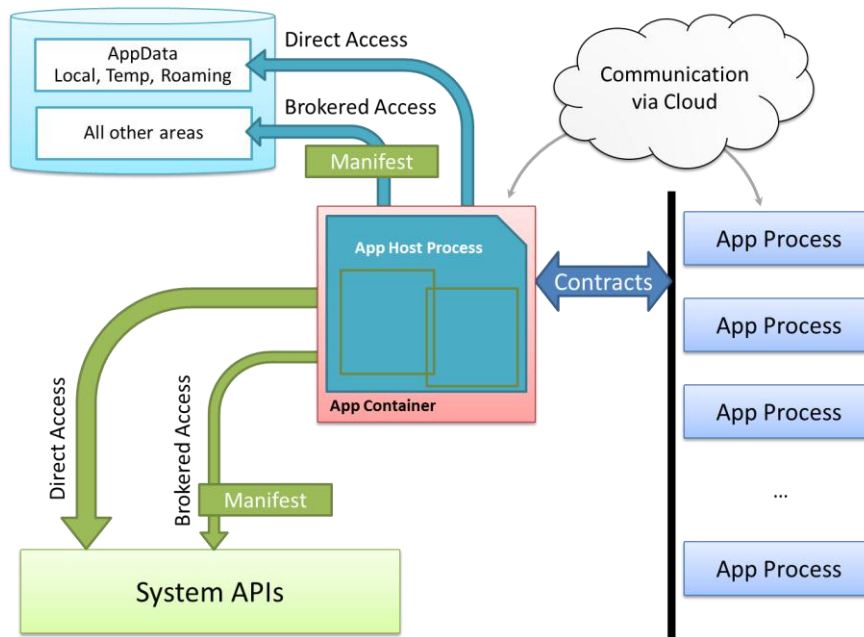 AppData
Local, Temp, Roaming
All other areas
Direct Access
Brokered Access
Manifest
Communication
via Cloud
App Host Process
App Container
Contracts
App Process
App Process
App Process
...
App Process
Direct Access
Brokered Access
Manifest
System APIs